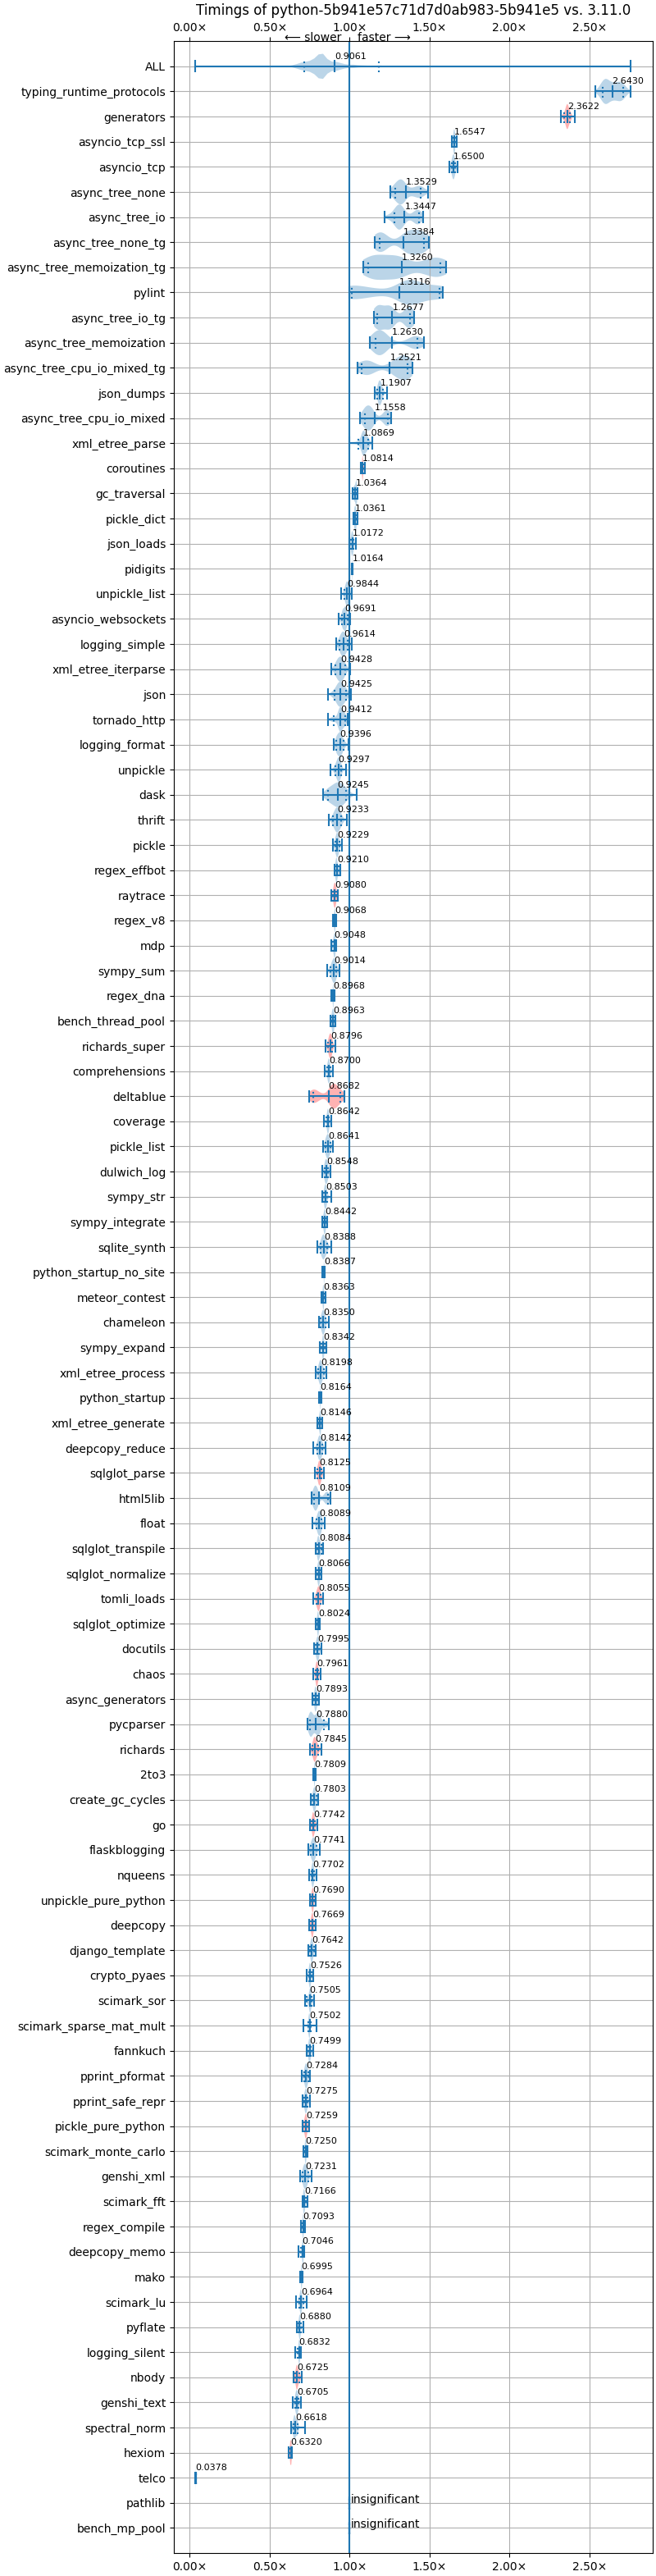 Timings of python-5b941e57c71d7d0ab983-5b941e5 vs. 3.11.0
0.00× 0.50× 1.00× 1.50× 2.00× 2.50×
⟵ slower faster ⟶
ALL 0.9061
typing_runtime_protocols 2.6430
generators 2.3622
asyncio_tcp_ssl 1.6547
asyncio_tcp 1.6500
async_tree_none 1.3529
async_tree_io 1.3447
async_tree_none_tg 1.3384
async_tree_memoization_tg 1.3260
pylint 1.3116
async_tree_io_tg 1.2677
async_tree_memoization 1.2630
async_tree_cpu_io_mixed_tg 1.2521
json_dumps 1.1907
async_tree_cpu_io_mixed 1.1558
xml_etree_parse 1.0869
coroutines 1.0814
gc_traversal 1.0364
pickle_dict 1.0361
json_loads 1.0172
pidigits 1.0164
unpickle_list 0.9844
asyncio_websockets 0.9691
logging_simple 0.9614
xml_etree_iterparse 0.9428
json 0.9425
tornado_http 0.9412
logging_format 0.9396
unpickle 0.9297
dask 0.9245
thrift 0.9233
pickle 0.9229
regex_effbot 0.9210
raytrace 0.9080
regex_v8 0.9068
mdp 0.9048
sympy_sum 0.9014
regex_dna 0.8968
bench_thread_pool 0.8963
richards_super 0.8796
comprehensions 0.8700
deltablue 0.8682
coverage 0.8642
pickle_list 0.8641
dulwich_log 0.8548
sympy_str 0.8503
sympy_integrate 0.8442
sqlite_synth 0.8388
python_startup_no_site 0.8387
meteor_contest 0.8363
chameleon 0.8350
sympy_expand 0.8342
xml_etree_process 0.8198
python_startup 0.8164
xml_etree_generate 0.8146
deepcopy_reduce 0.8142
sqlglot_parse 0.8125
html5lib 0.8109
float 0.8089
sqlglot_transpile 0.8084
sqlglot_normalize 0.8066
tomli_loads 0.8055
sqlglot_optimize 0.8024
docutils 0.7995
chaos 0.7961
async_generators 0.7893
pycparser 0.7880
richards 0.7845
2to3 0.7809
create_gc_cycles 0.7803
go 0.7742
flaskblogging 0.7741
nqueens 0.7702
unpickle_pure_python 0.7690
deepcopy 0.7669
django_template 0.7642
crypto_pyaes 0.7526
scimark_sor 0.7505
scimark_sparse_mat_mult 0.7502
fannkuch 0.7499
pprint_pformat 0.7284
pprint_safe_repr 0.7275
pickle_pure_python 0.7259
scimark_monte_carlo 0.7250
genshi_xml 0.7231
scimark_fft 0.7166
regex_compile 0.7093
deepcopy_memo 0.7046
mako 0.6995
scimark_lu 0.6964
pyflate 0.6880
logging_silent 0.6832
nbody 0.6725
genshi_text 0.6705
spectral_norm 0.6618
hexiom 0.6320
telco 0.0378
pathlib insignificant
bench_mp_pool insignificant
0.00× 0.50× 1.00× 1.50× 2.00× 2.50×